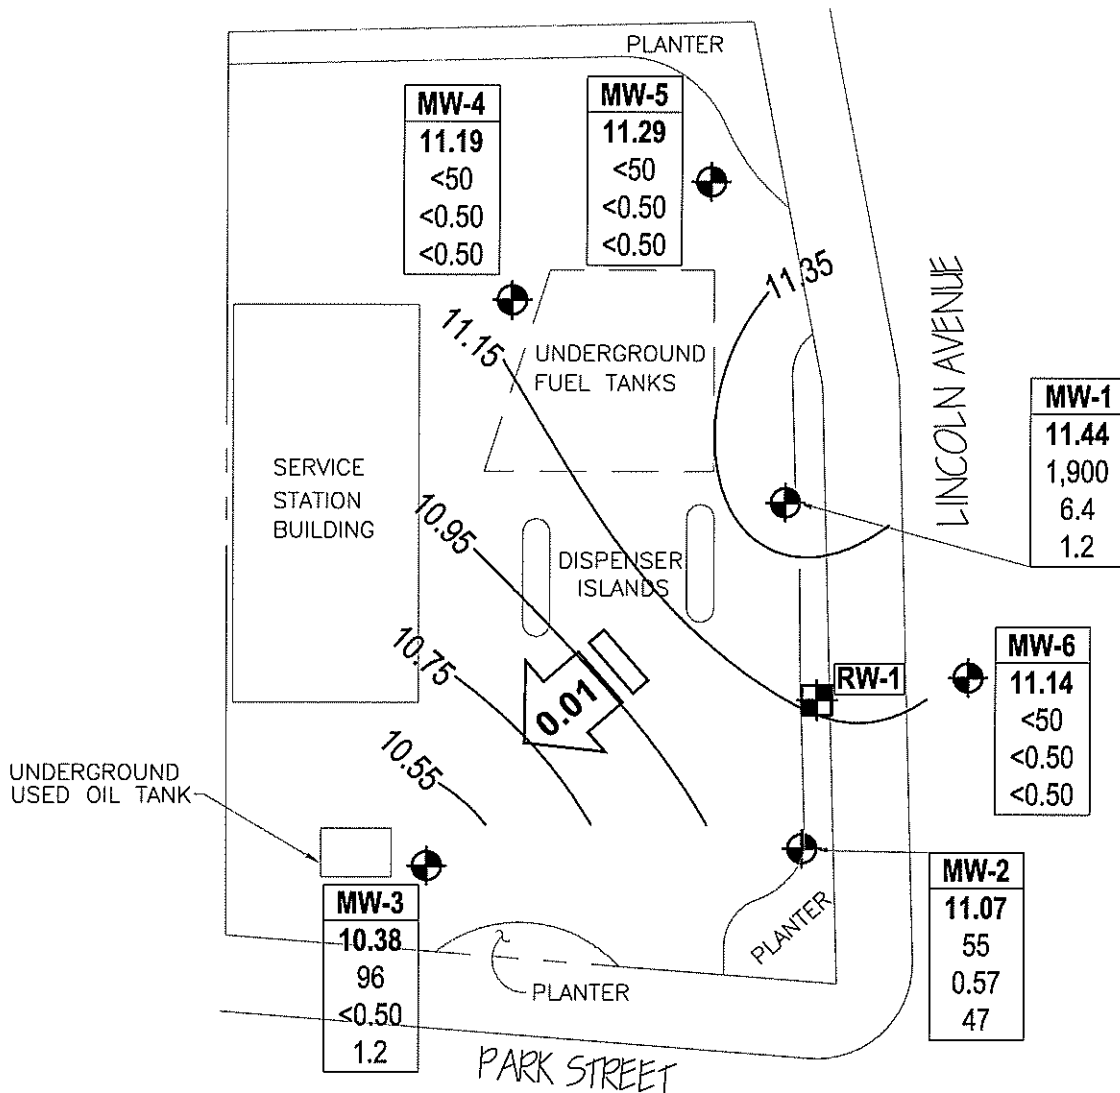 PLANTER
MW-4
11.19
<50
<0.50
<0.50
MW-5
11.29
<50
<0.50
<0.50
11.35
LINCOLN AVENUE
11.15
UNDERGROUND
FUEL TANKS
MW-1
11.44
1,900
6.4
1.2
SERVICE
STATION
BUILDING
10.95
DISPENSER
ISLANDS
10.75
0.01
RW-1
MW-6
11.14
<50
<0.50
<0.50
10.55
UNDERGROUND
USED OIL TANK
MW-3
10.38
96
<0.50
1.2
MW-2
11.07
55
0.57
47
PLANTER
PLANTER
PARK STREET